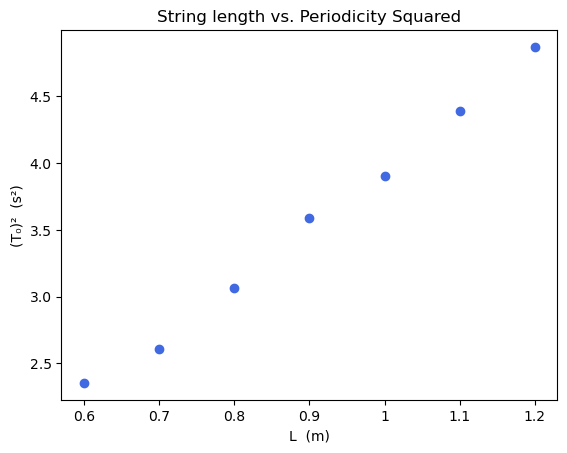 String length vs. Periodicity Squared
(T₀)² (s²)
4.5
4.0
3.5
3.0
2.5
0.6 0.7 0.8 0.9 1 1.1 1.2
L (m)